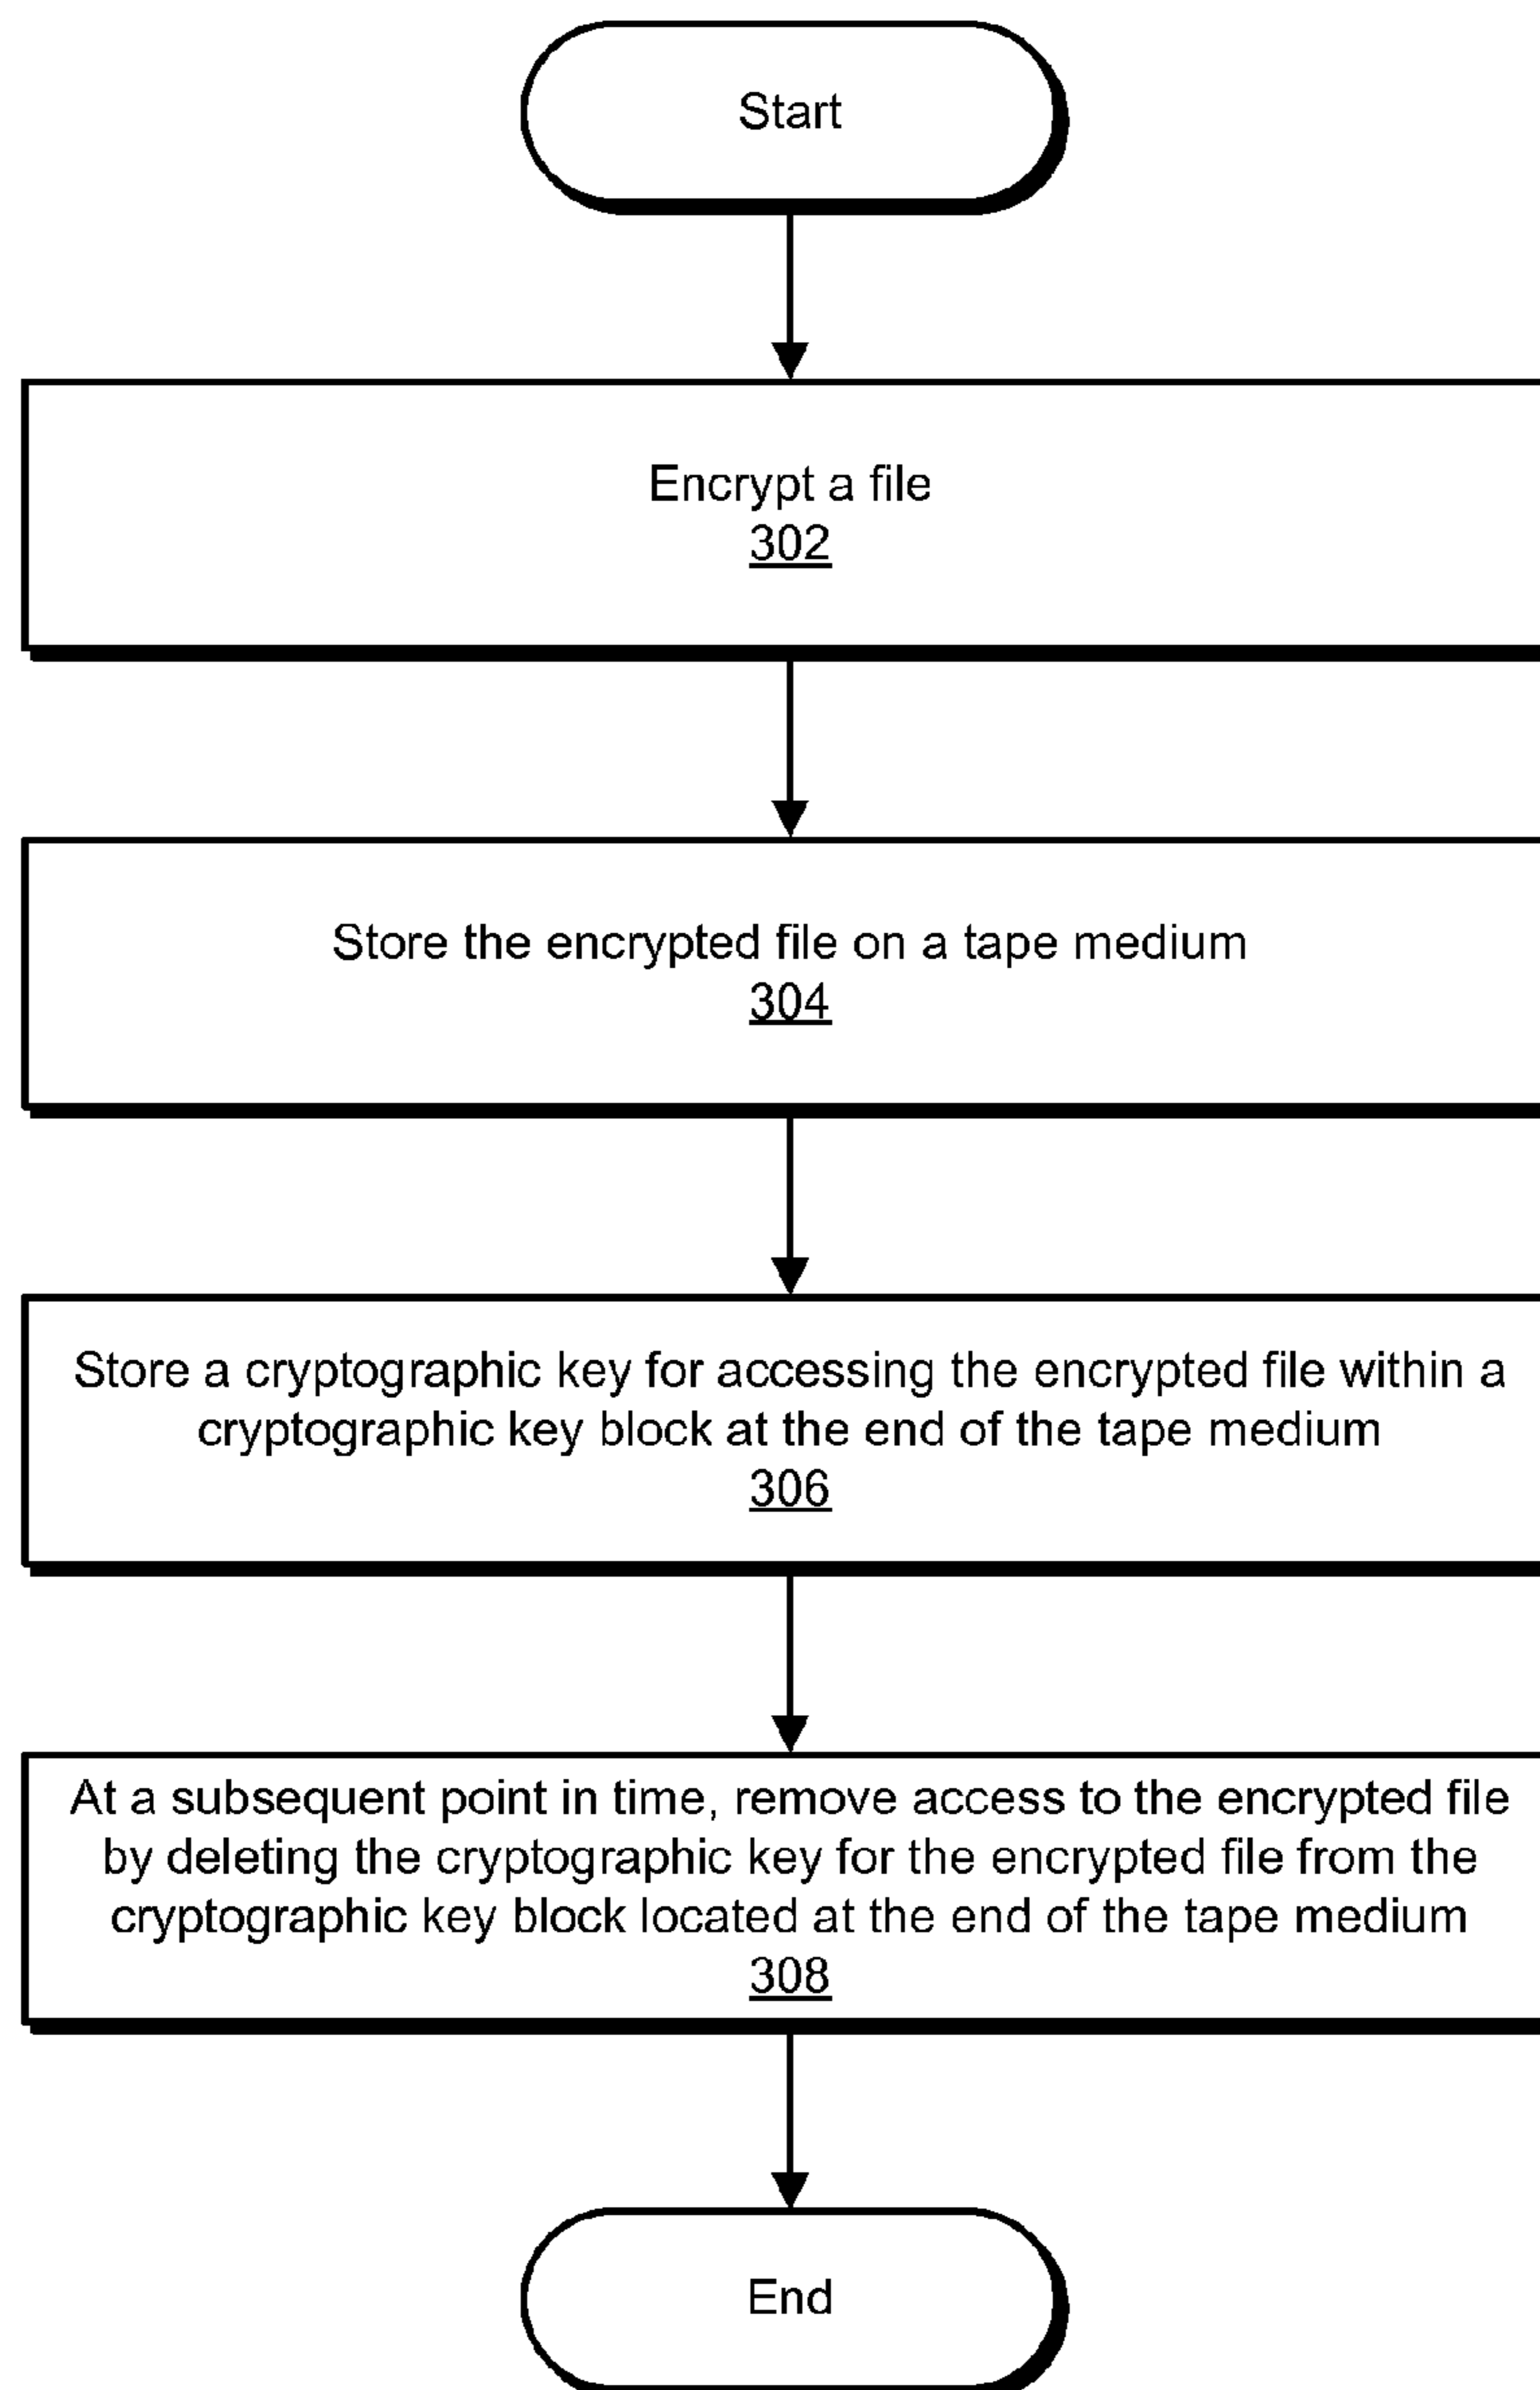 Start
Encrypt a file
302
Store the encrypted file on a tape medium
304
Store a cryptographic key for accessing the encrypted file within a
cryptographic key block at the end of the tape medium
306
At a subsequent point in time, remove access to the encrypted file
by deleting the cryptographic key for the encrypted file from the
cryptographic key block located at the end of the tape medium
308
End